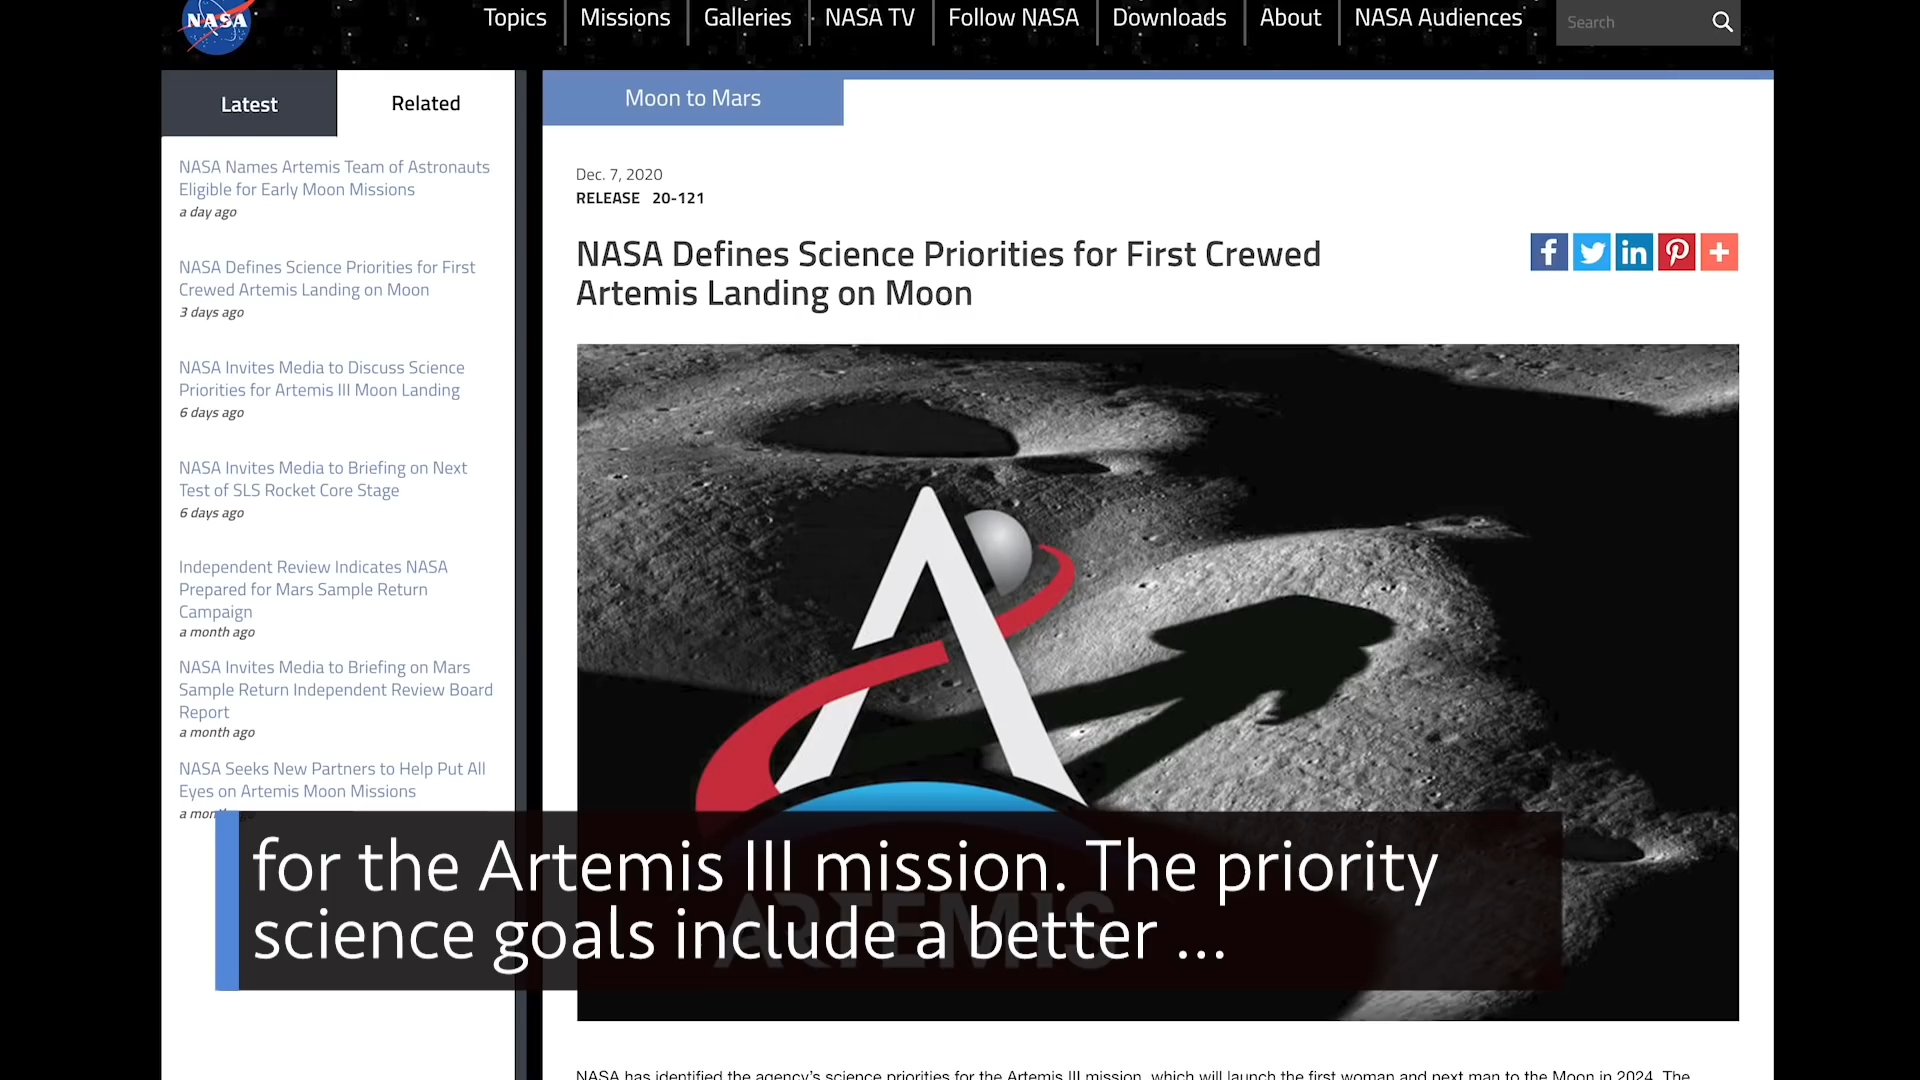 NASA
Topics
Missions
Galleries
NASA TV
Follow NASA
Downloads
About
NASA Audiences
Search
Latest
Related
NASA Names Artemis Team of Astronauts
Eligible for Early Moon Missions
a day ago
NASA Defines Science Priorities for First
Crewed Artemis Landing on Moon
3 days ago
NASA Invites Media to Discuss Science
Priorities for Artemis III Moon Landing
6 days ago
NASA Invites Media to Briefing on Next
Test of SLS Rocket Core Stage
6 days ago
Independent Review Indicates NASA
Prepared for Mars Sample Return
Campaign
a month ago
NASA Invites Media to Briefing on Mars
Sample Return Independent Review Board
Report
a month ago
NASA Seeks New Partners to Help Put All
Eyes on Artemis Moon Missions
a month ago
Moon to Mars
Dec. 7, 2020
RELEASE 20-121
NASA Defines Science Priorities for First Crewed
Artemis Landing on Moon
ARTEMIS
for the Artemis III mission. The priority
science goals include a better ...
NASA has identified the agency's science priorities for the Artemis III mission, which will launch the first woman and next man to the Moon in 2024. The